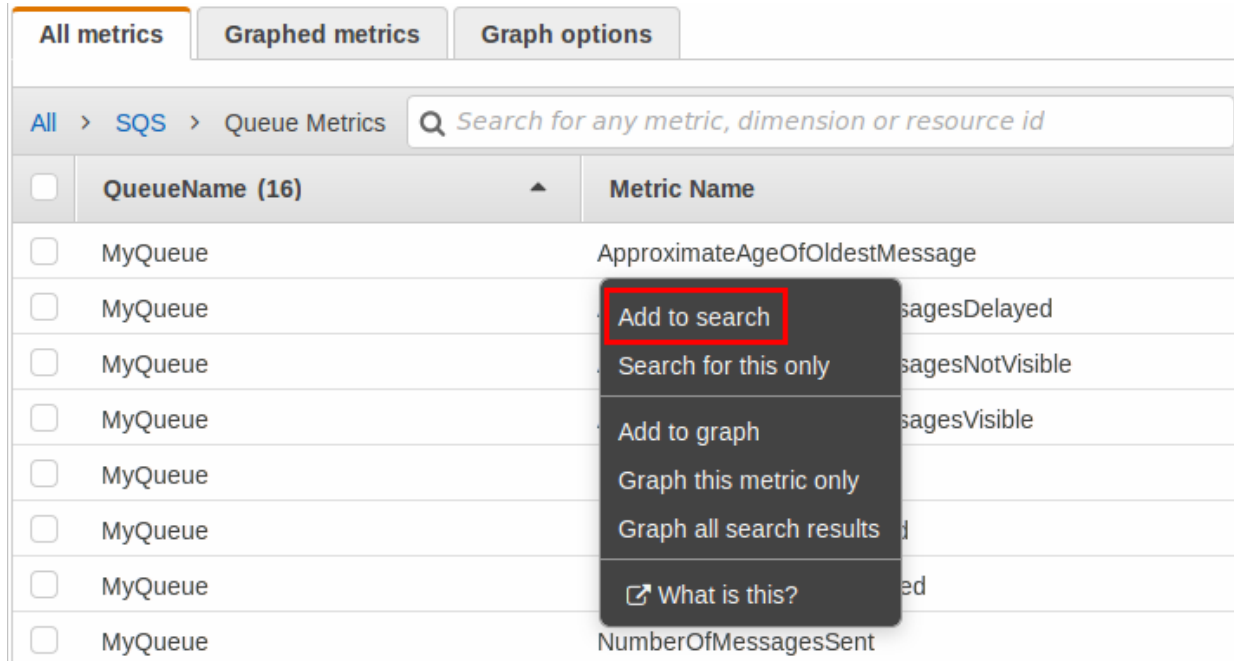 All metrics Graphed metrics Graph options
All > SQS > Queue Metrics Search for any metric, dimension or resource id
QueueName (16) Metric Name
MyQueue ApproximateAgeOfOldestMessage
MyQueue Add to search sagesDelayed
MyQueue Search for this only sagesNotVisible
MyQueue Add to graph sagesVisible
MyQueue Graph this metric only
MyQueue Graph all search results
MyQueue What is this? ed
MyQueue NumberOfMessagesSent